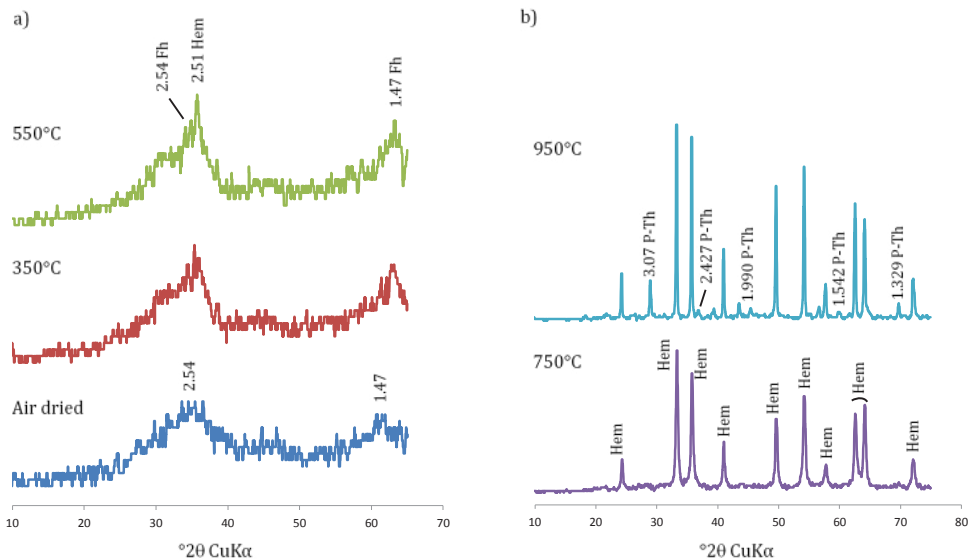 a)
2.54 Fh
2.51 Hem
1.47 Fh
550°C
350°C
Air dried
2.54
1.47
10 20 30 40 50 60 70
°2θ CuKα
b)
950°C
3.07 P-Th
2.427 P-Th
1.990 P-Th
1.542 P-Th
1.329 P-Th
750°C
Hem
Hem
Hem
Hem
Hem
Hem
Hem
Hem
Hem
10 20 30 40 50 60 70 80
°2θ CuKα